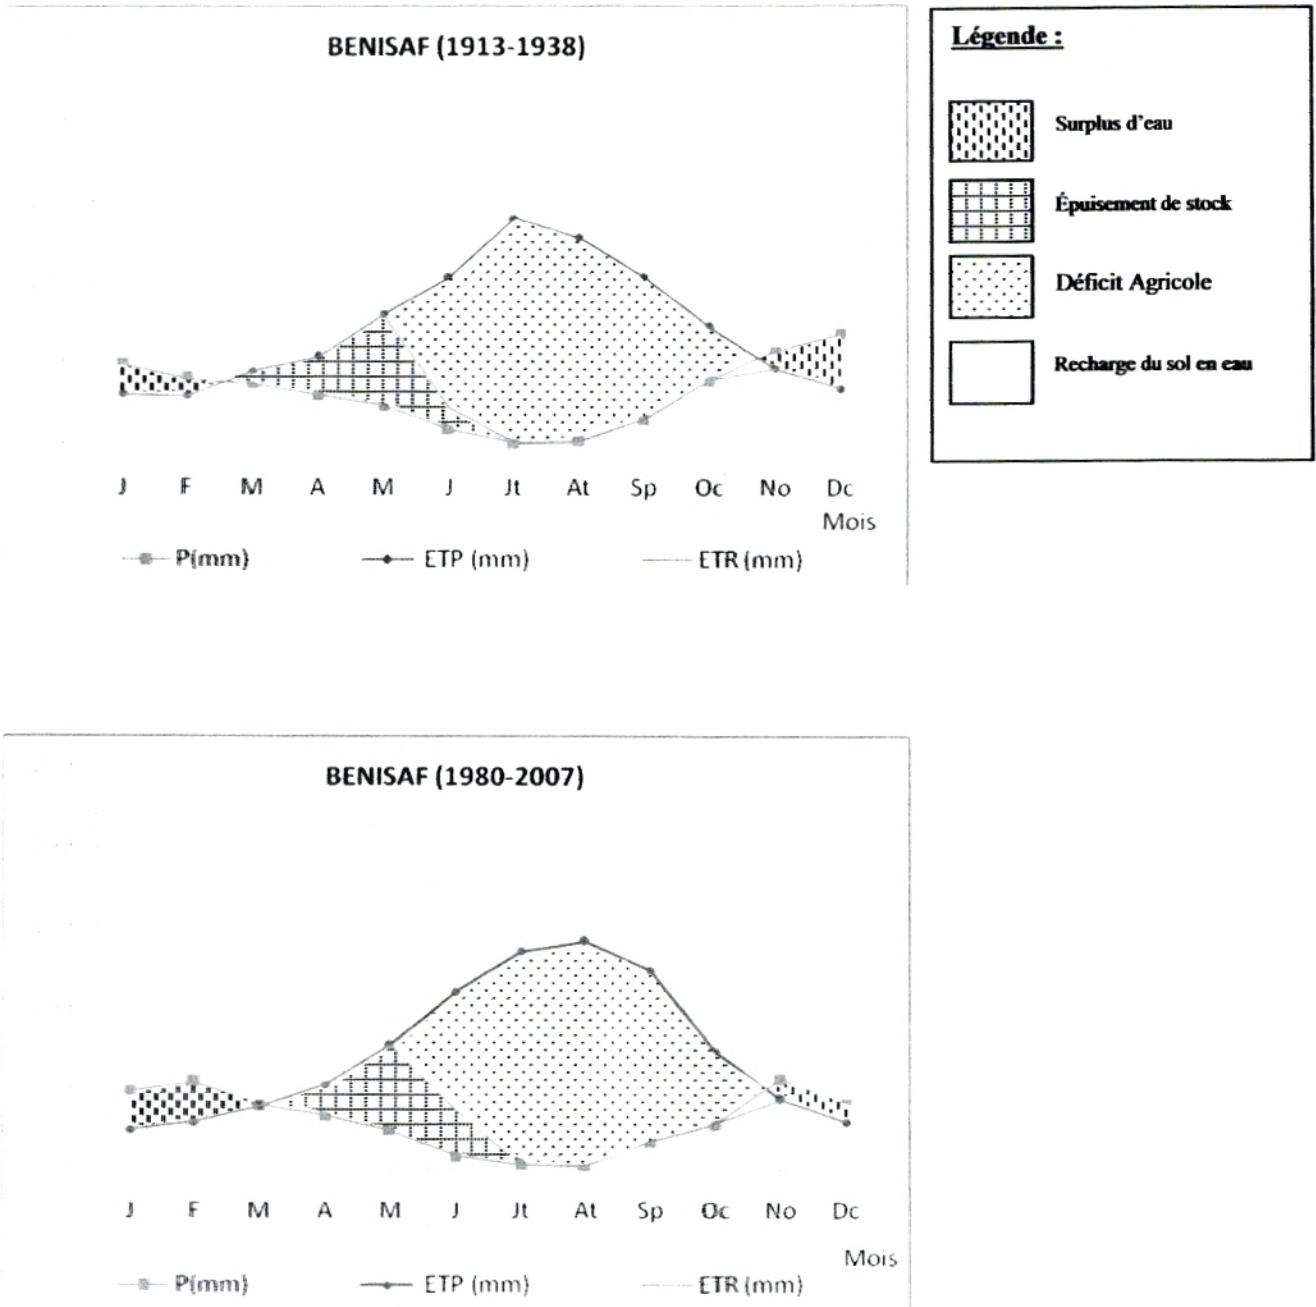 BENISAF (1913-1938)
J F M A M J Jt At Sp Oc No Dc
Mois
P(mm) ETP (mm) ETR (mm)
Légende :
Surplus d'eau
Épuisement de stock
Déficit Agricole
Recharge du sol en eau
BENISAF (1980-2007)
J F M A M J Jt At Sp Oc No Dc
Mois
P(mm) ETP (mm) ETR (mm)